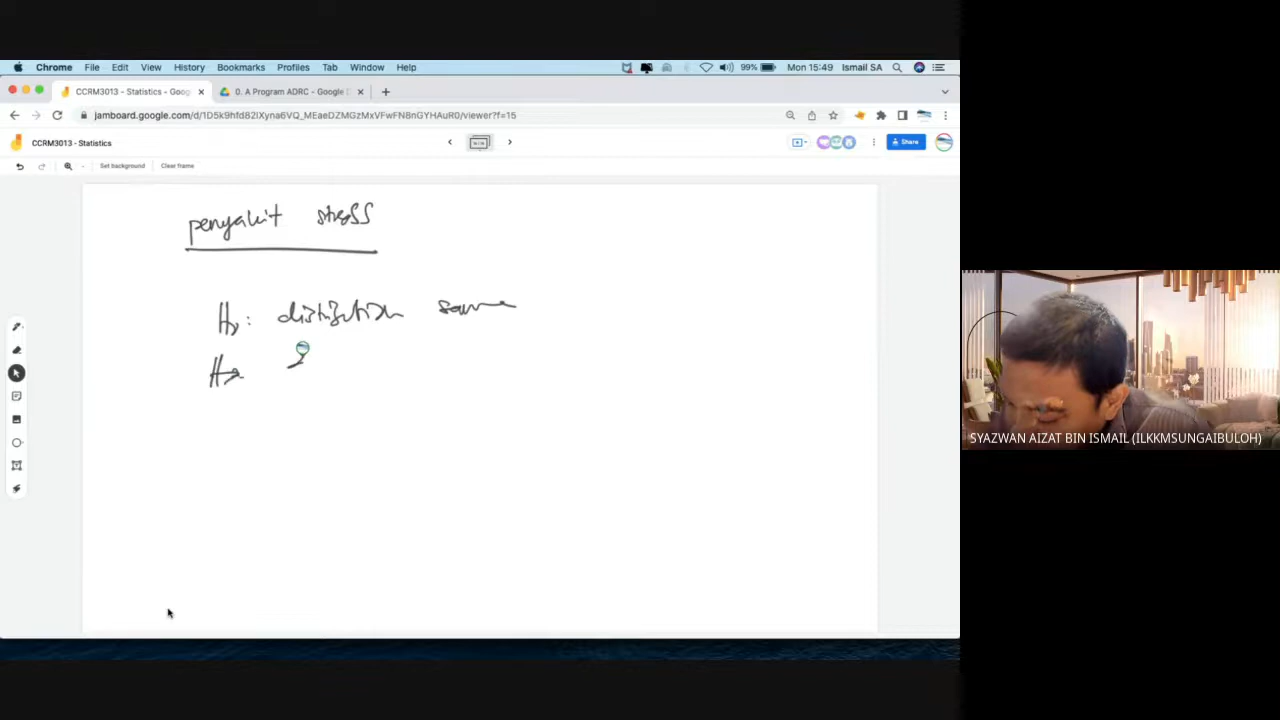 Chrome File Edit View History Bookmarks Profiles Tab Window Help 99% Mon 15:49 Ismail SA
CCRM3013 - Statistics - Goog
0. A Program ADRC - Google D
jamboard.google.com/d/1D5k9hfd82IXyna6VQ_MEaeDZMGzMxVFwFN8nGYHAuR0/viewer?f=15
CCRM3013 - Statistics
Share
Set background Clear frame
penyakit stress
H0: distribution same
Ha
SYAZWAN AIZAT BIN ISMAIL (ILKKMSUNGAIBULOH)